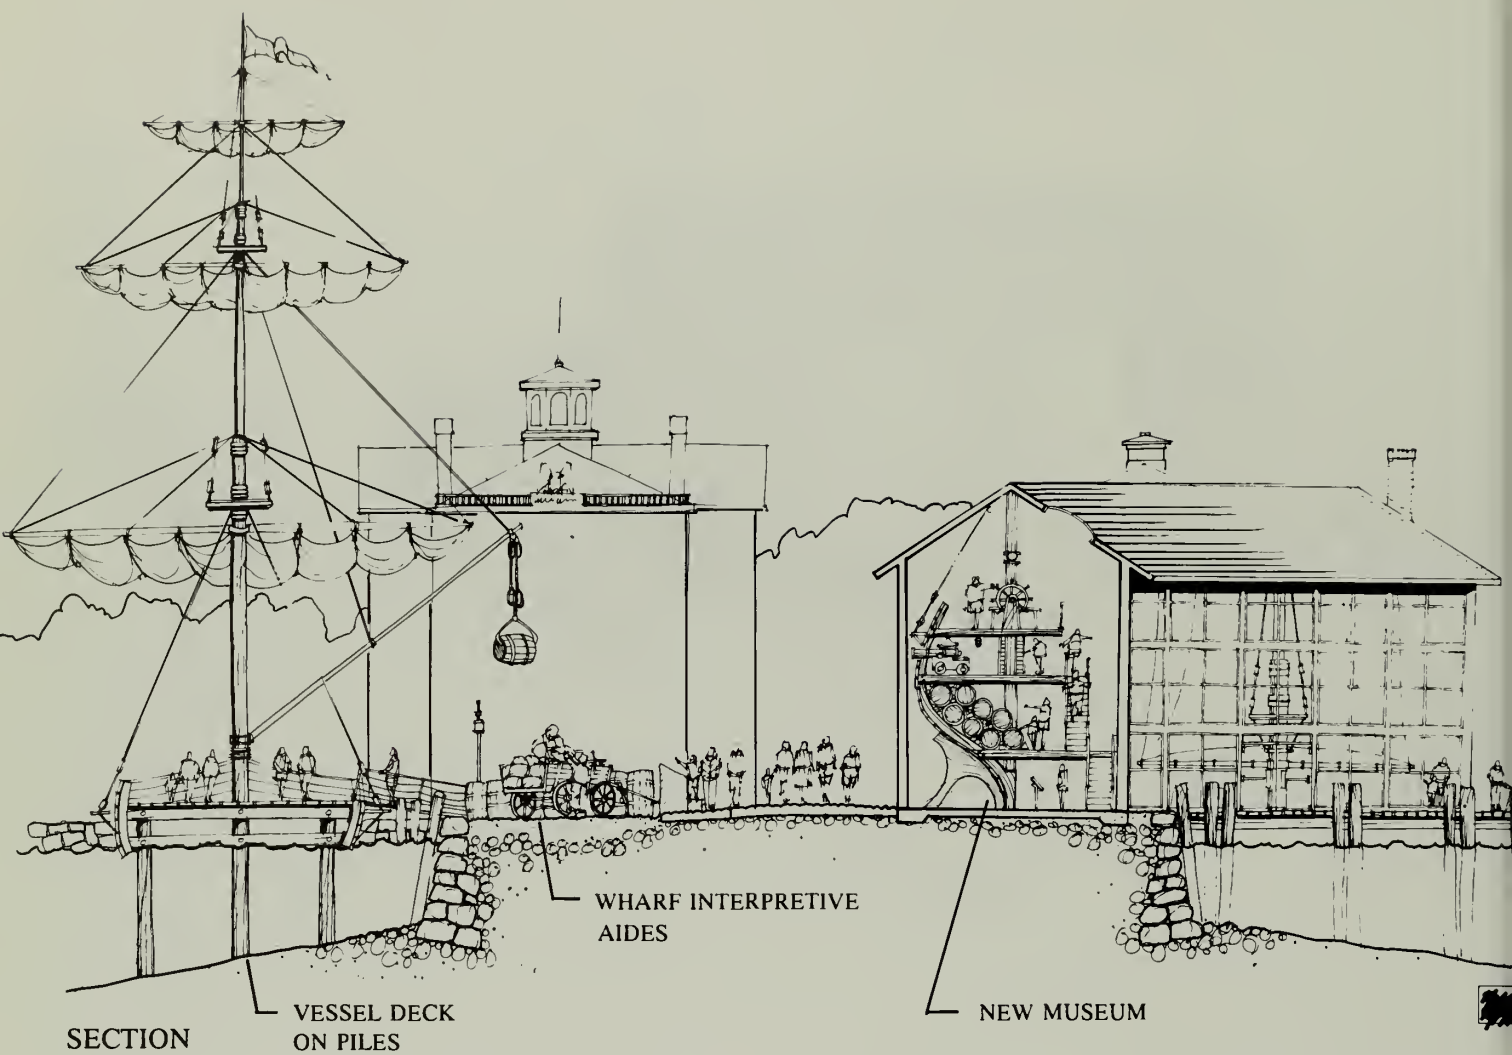 WHARF INTERPRETIVE
AIDES
VESSEL DECK
ON PILES
NEW MUSEUM
SECTION